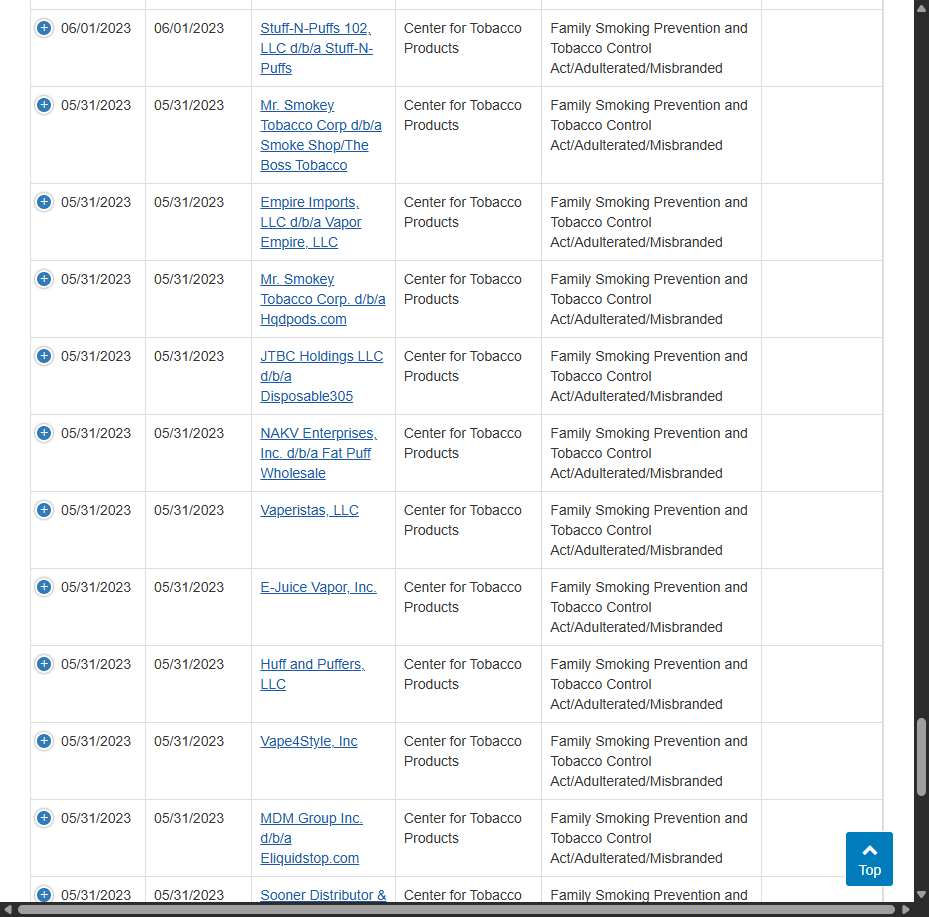 06/01/2023 06/01/2023 Stuff-N-Puffs 102, Center for Tobacco Family Smoking Prevention and
LLC d/b/a Stuff-N- Products Tobacco Control
Puffs Act/Adulterated/Misbranded
05/31/2023 05/31/2023 Mr. Smokey Center for Tobacco Family Smoking Prevention and
Tobacco Corp d/b/a Products Tobacco Control
Smoke Shop/The Act/Adulterated/Misbranded
Boss Tobacco
05/31/2023 05/31/2023 Empire Imports, Center for Tobacco Family Smoking Prevention and
LLC d/b/a Vapor Products Tobacco Control
Empire, LLC Act/Adulterated/Misbranded
05/31/2023 05/31/2023 Mr. Smokey Center for Tobacco Family Smoking Prevention and
Tobacco Corp. d/b/a Products Tobacco Control
Hqdpods.com Act/Adulterated/Misbranded
05/31/2023 05/31/2023 JTBC Holdings LLC Center for Tobacco Family Smoking Prevention and
d/b/a Products Tobacco Control
Disposable305 Act/Adulterated/Misbranded
05/31/2023 05/31/2023 NAKV Enterprises, Center for Tobacco Family Smoking Prevention and
Inc. d/b/a Fat Puff Products Tobacco Control
Wholesale Act/Adulterated/Misbranded
05/31/2023 05/31/2023 Vaperistas, LLC Center for Tobacco Family Smoking Prevention and
Products Tobacco Control
Act/Adulterated/Misbranded
05/31/2023 05/31/2023 E-Juice Vapor, Inc. Center for Tobacco Family Smoking Prevention and
Products Tobacco Control
Act/Adulterated/Misbranded
05/31/2023 05/31/2023 Huff and Puffers, Center for Tobacco Family Smoking Prevention and
LLC Products Tobacco Control
Act/Adulterated/Misbranded
05/31/2023 05/31/2023 Vape4Style, Inc Center for Tobacco Family Smoking Prevention and
Products Tobacco Control
Act/Adulterated/Misbranded
05/31/2023 05/31/2023 MDM Group Inc. Center for Tobacco Family Smoking Prevention and
d/b/a Products Tobacco Control
Eliquidstop.com Act/Adulterated/Misbranded
Top
05/31/2023 05/31/2023 Sooner Distributor & Center for Tobacco Family Smoking Prevention and